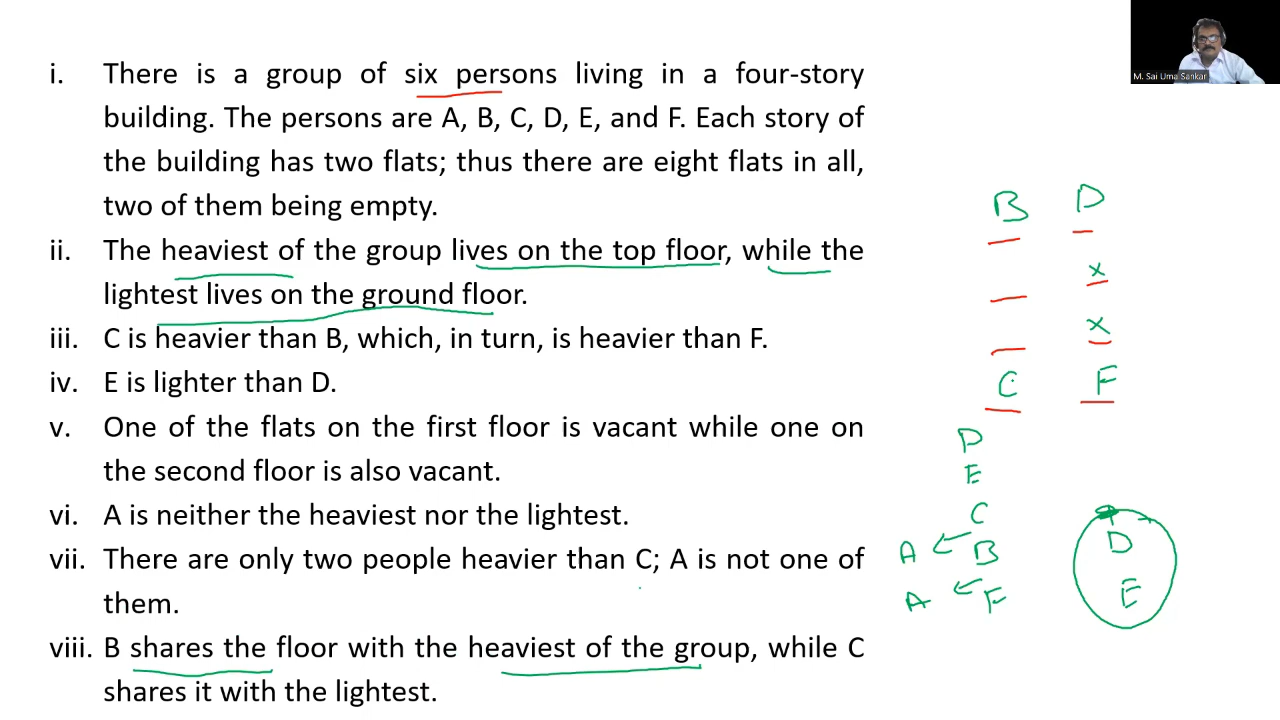 i. There is a group of six persons living in a four-story
building. The persons are A, B, C, D, E, and F. Each story of
the building has two flats; thus there are eight flats in all,
two of them being empty.
ii. The heaviest of the group lives on the top floor, while the
lightest lives on the ground floor.
iii. C is heavier than B, which, in turn, is heavier than F.
iv. E is lighter than D.
v. One of the flats on the first floor is vacant while one on
the second floor is also vacant.
vi. A is neither the heaviest nor the lightest.
vii. There are only two people heavier than C; A is not one of
them.
viii. B shares the floor with the heaviest of the group, while C
shares it with the lightest.
M. Sai Uma Sankar
B D
x
x
C F
D
E
C
A B
A F
D
E